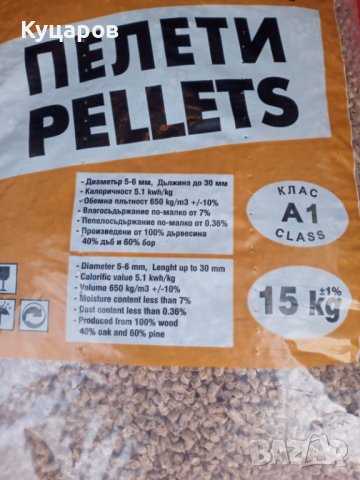 Куцаров
ПЕЛЕТИ
PELLETS
- Диаметър 5-6 мм, Дължина до 30 мм
- Калоричност 5.1 kwh/kg
- Обемна плътност 650 kg/m3 +/-10%
- Влагосъдържание по-малко от 7%
- Пепелосъдържание по-малко от 0.36%
- Произведени от 100% дървесина
40% дъб и 60% бор
КЛАС
A1
CLASS
- Diameter 5-6 mm, Lenght up to 30 mm
- Calorific value 5.1 kwh/kg
- Volume 650 kg/m3 +/-10%
- Moisture content less than 7%
- Dust content less than 0.36%
- Produced from 100% wood
40% oak and 60% pine
±1%
15 kg
BAZAR